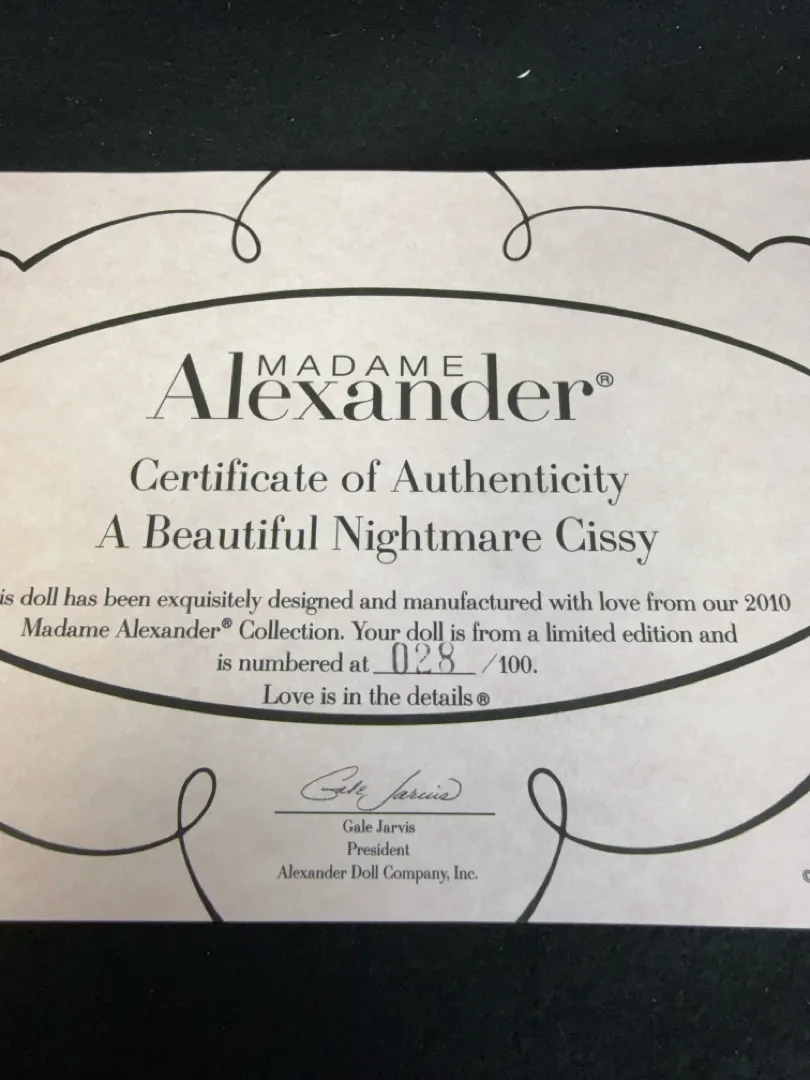 MADAME
Alexander®
Certificate of Authenticity
A Beautiful Nightmare Cissy
is doll has been exquisitely designed and manufactured with love from our 2010
Madame Alexander® Collection. Your doll is from a limited edition and
is numbered at 028 /100.
Love is in the details ®
Gale Jarvis
Gale Jarvis
President
Alexander Doll Company, Inc.
©